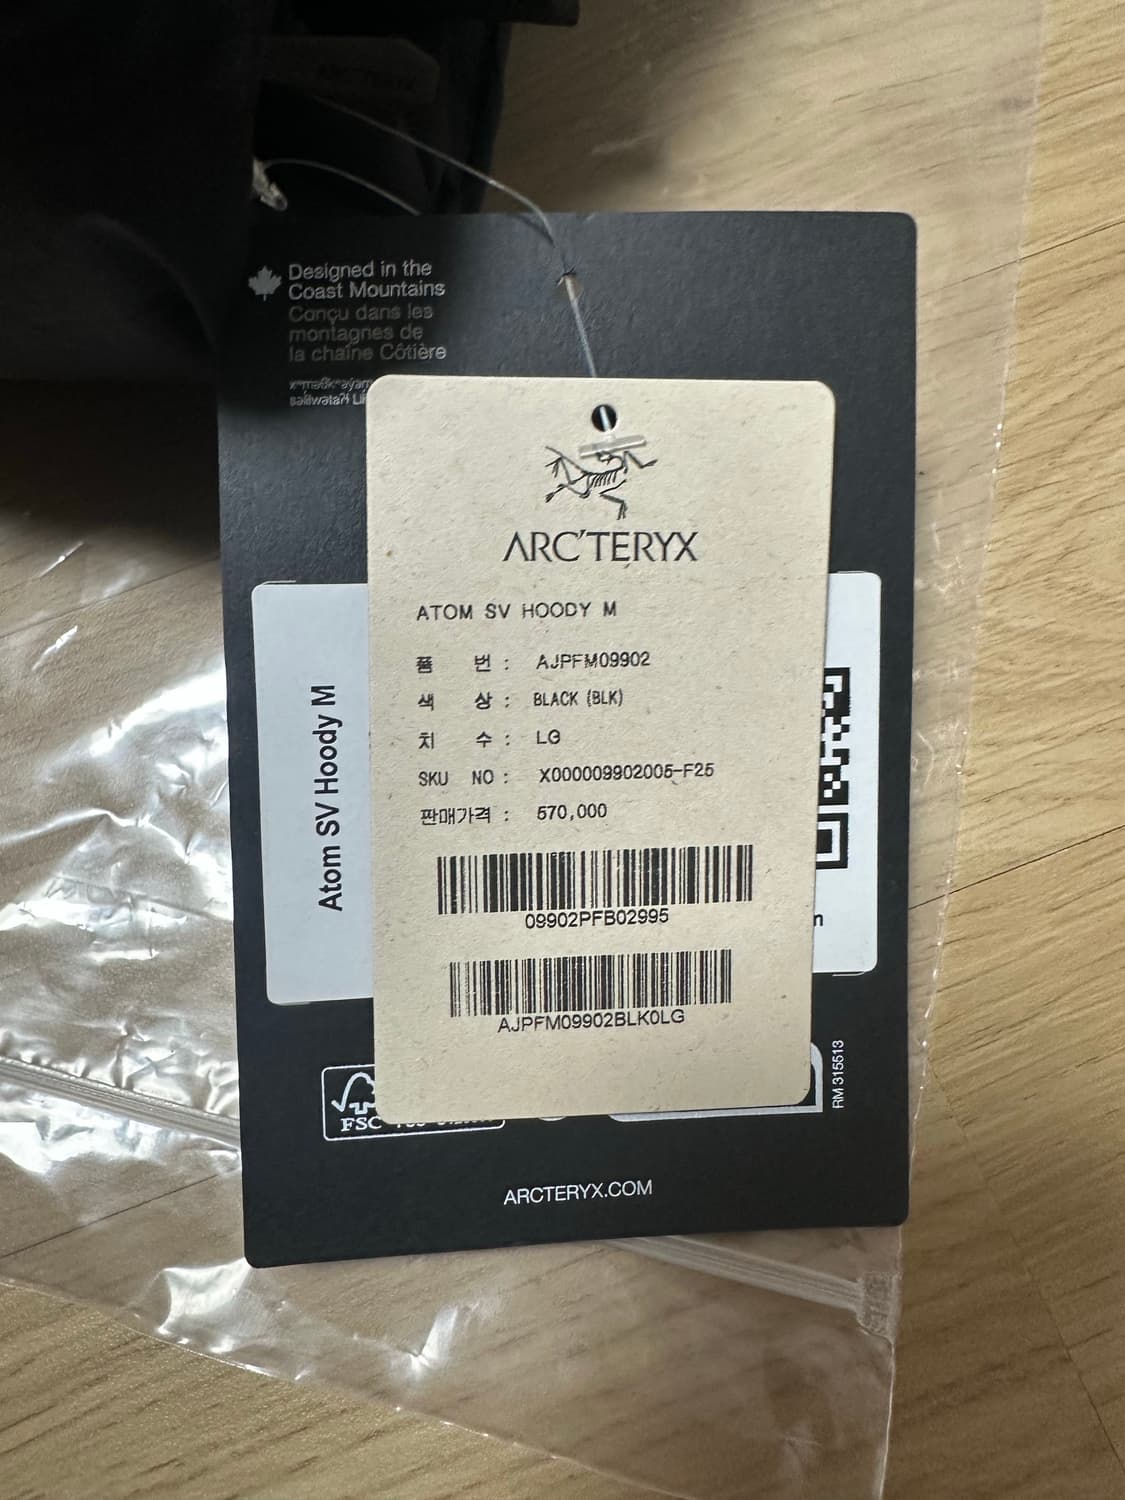 Designed in the
Coast Mountains
Conçu dans les
montagnes de
la chaîne Côtière
ARC'TERYX
ATOM SV HOODY M
품 번 : AJPFM09902
색 상 : BLACK (BLK)
치 수 : LG
SKU NO : X000009902005-F25
판매가격 : 570,000
09902PFB02995
AJPFM09902BLK0LG
Atom SV Hoody M
FSC
RM 315513
ARCTERYX.COM